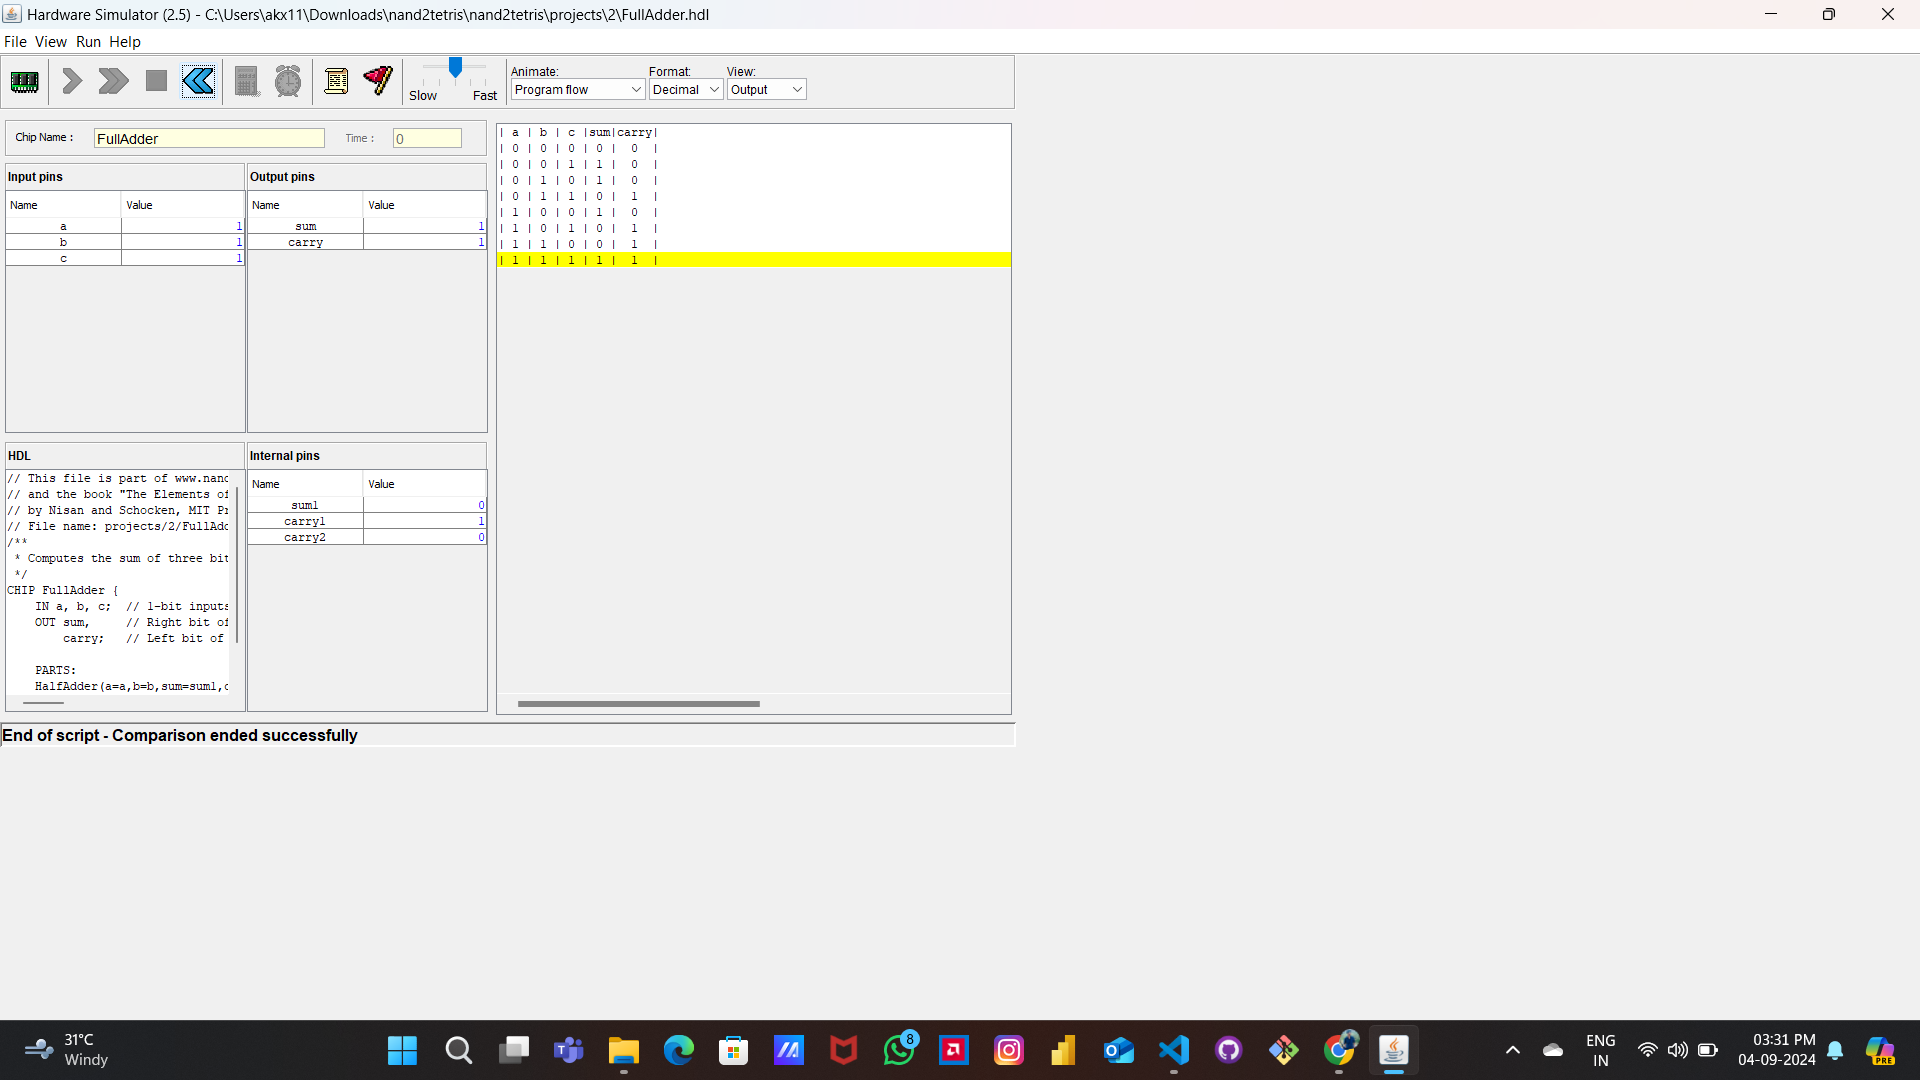 Hardware Simulator (2.5) - C:\Users\akx11\Downloads\nand2tetris\nand2tetris\projects\2\FullAdder.hdl
File View Run Help
Slow Fast
Animate: Format: View:
Program flow Decimal Output
Chip Name : FullAdder Time : 0
Input pins
Name Value
a 1
b 1
c 1
Output pins
Name Value
sum 1
carry 1
| a | b | c |sum|carry|
| 0 | 0 | 0 | 0 | 0 |
| 0 | 0 | 1 | 1 | 0 |
| 0 | 1 | 0 | 1 | 0 |
| 0 | 1 | 1 | 0 | 1 |
| 1 | 0 | 0 | 1 | 0 |
| 1 | 0 | 1 | 0 | 1 |
| 1 | 1 | 0 | 0 | 1 |
| 1 | 1 | 1 | 1 | 1 |
HDL
// This file is part of www.nand
// and the book "The Elements of
// by Nisan and Schocken, MIT Pr
// File name: projects/2/FullAdd
/**
* Computes the sum of three bit
*/
CHIP FullAdder {
IN a, b, c; // 1-bit inputs
OUT sum, // Right bit of
carry; // Left bit of
PARTS:
HalfAdder(a=a,b=b,sum=sum1,c
Internal pins
Name Value
sum1 0
carry1 1
carry2 0
End of script - Comparison ended successfully
31°C
Windy
8
PRE
ENG
IN
03:31 PM
04-09-2024